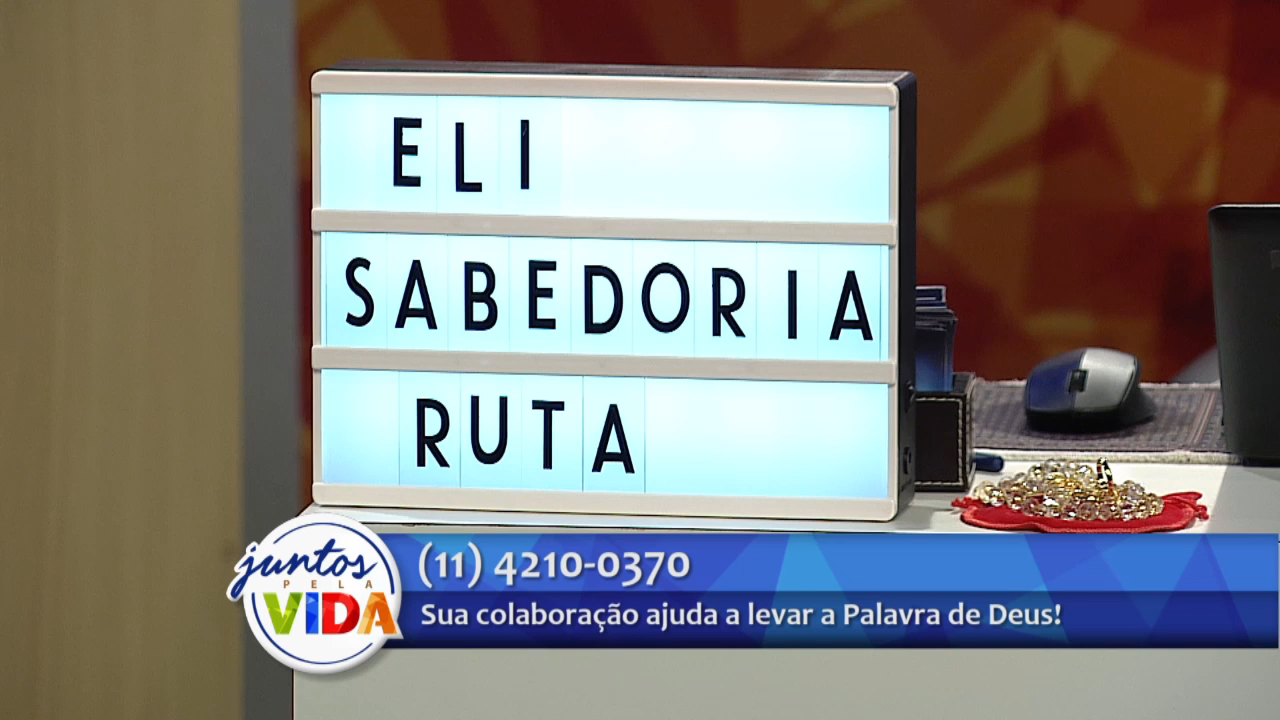 ELI
SABEDORIA
RUTA
juntos
PELA
VIDA
(11) 4210-0370
Sua colaboração ajuda a levar a Palavra de Deus!